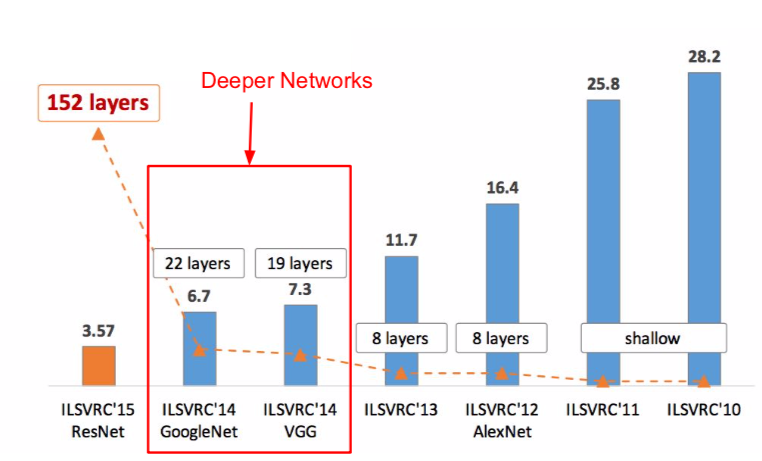 Deeper Networks
152 layers
28.2
25.8
16.4
11.7
22 layers
19 layers
6.7
7.3
3.57
8 layers
8 layers
shallow
ILSVRC'15
ResNet
ILSVRC'14
GoogleNet
ILSVRC'14
VGG
ILSVRC'13
ILSVRC'12
AlexNet
ILSVRC'11
ILSVRC'10